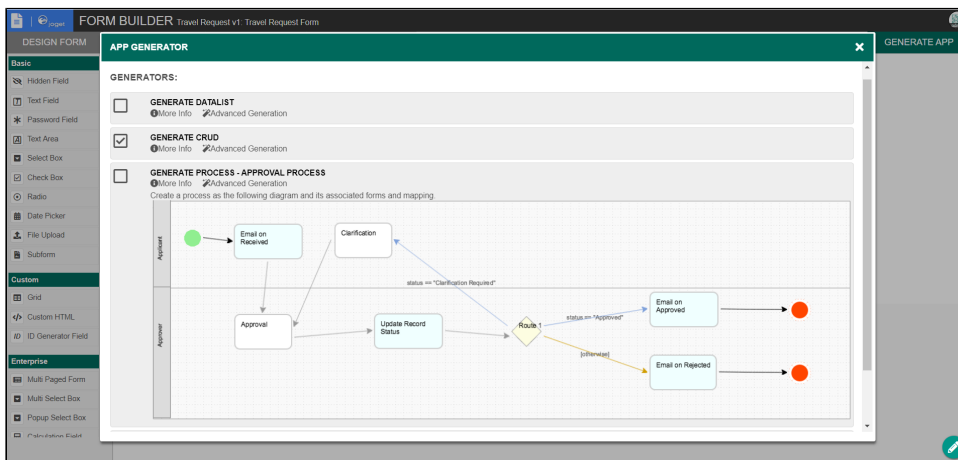 joget
FORM BUILDER Travel Request v1: Travel Request Form
DESIGN FORM
GENERATE APP
Basic
Hidden Field
Text Field
Password Field
Text Area
Select Box
Check Box
Radio
Date Picker
File Upload
Subform
Custom
Grid
Custom HTML
ID Generator Field
Enterprise
Multi Paged Form
Multi Select Box
Popup Select Box
Calculation Field
APP GENERATOR
GENERATORS:
GENERATE DATALIST
More Info Advanced Generation
GENERATE CRUD
More Info Advanced Generation
GENERATE PROCESS - APPROVAL PROCESS
More Info Advanced Generation
Create a process as the following diagram and its associated forms and mapping.
Applicant
Email on
Received
Clarification
status == "Clarification Required"
Approver
Approval
Update Record
Status
Route 1
status == "Approved"
Email on
Approved
[otherwise]
Email on Rejected